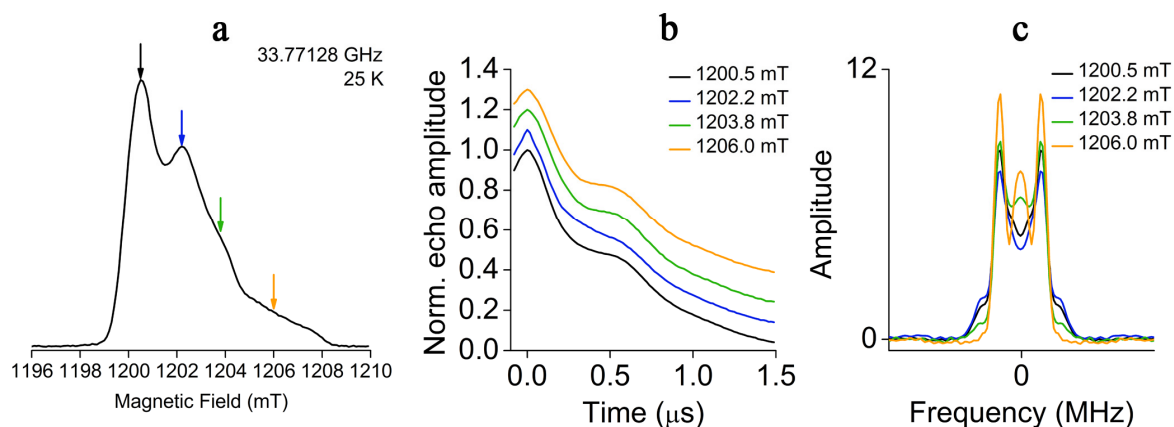 a
33.77128 GHz
25 K
1196 1198 1200 1202 1204 1206 1208 1210
Magnetic Field (mT)
b
1200.5 mT
1202.2 mT
1203.8 mT
1206.0 mT
1.4
1.2
1.0
0.8
0.6
0.4
0.2
0.0
Norm. echo amplitude
0.0 0.5 1.0 1.5
Time (μs)
c
1200.5 mT
1202.2 mT
1203.8 mT
1206.0 mT
12
0
Amplitude
0
Frequency (MHz)